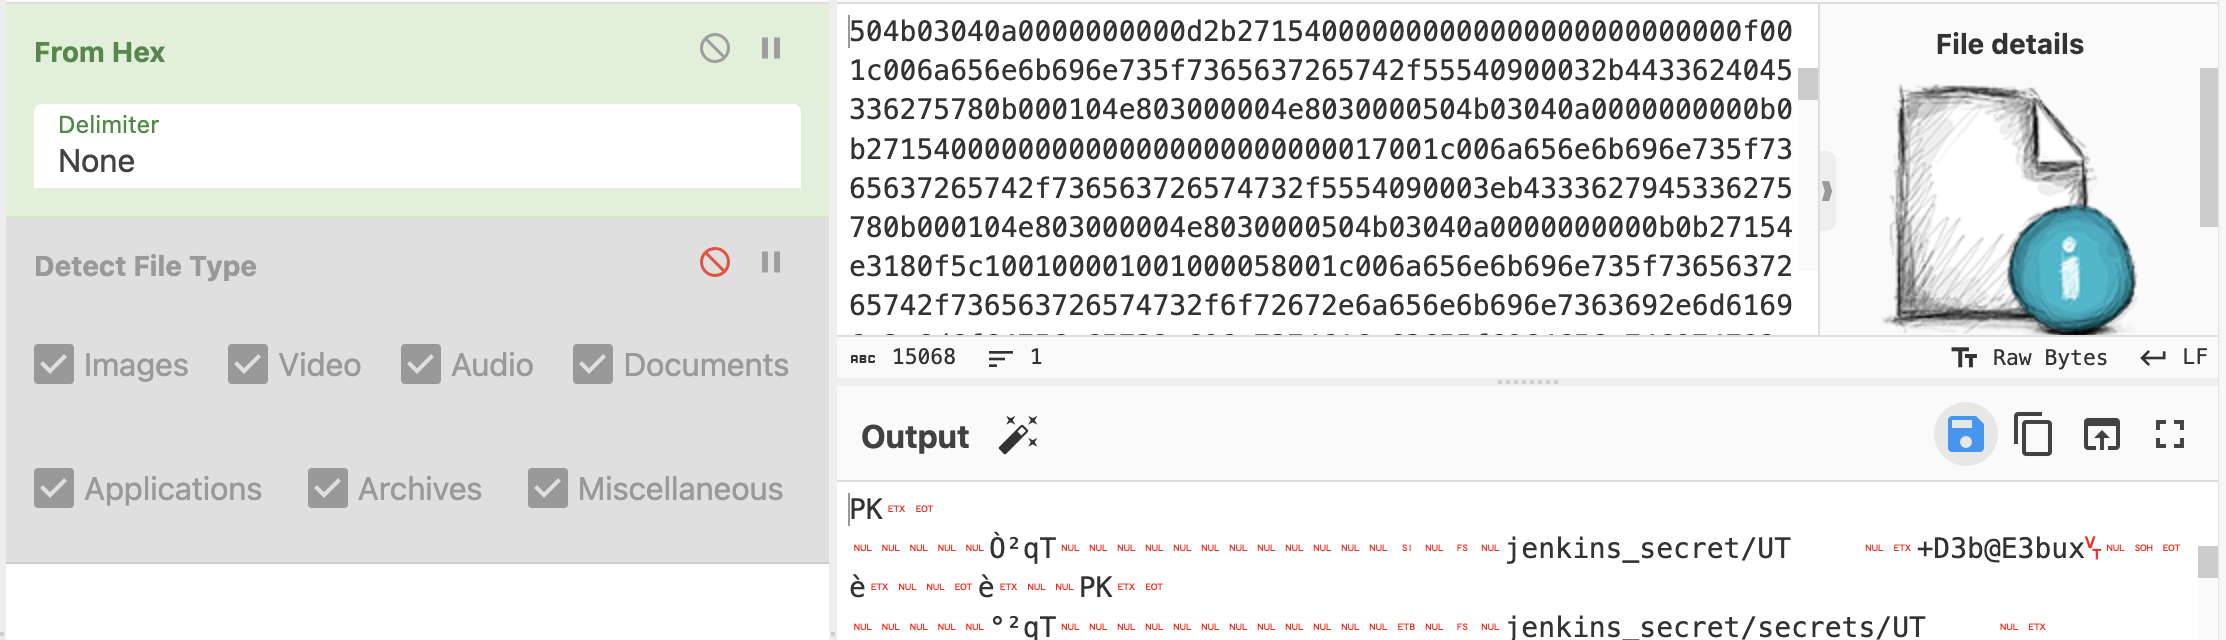 From Hex
Delimiter
None
Detect File Type
Images Video Audio Documents
Applications Archives Miscellaneous
504b03040a0000000000d2b271540000000000000000000000000f00
1c006a656e6b696e735f7365637265742f55540900032b4433624045
336275780b000104e803000004e8030000504b03040a0000000000b0
b2715400000000000000000000000017001c006a656e6b696e735f73
65637265742f736563726574732f5554090003eb4333627945336275
780b000104e803000004e8030000504b03040a0000000000b0b27154
e3180f5c100100001001000058001c006a656e6b696e735f73656372
65742f736563726574732f6f72672e6a656e6b696e7363692e6d6169
File details
ABC 15068 1
Raw Bytes LF
Output
PK ETX EOT
NUL NUL NUL NUL NUL Ò²qT NUL NUL NUL NUL NUL NUL NUL NUL NUL NUL NUL NUL SI NUL FS NUL jenkins_secret/UT NUL ETX +D3b@E3bux VT NUL SOH EOT
è ETX NUL NUL EOT è ETX NUL NUL PK ETX EOT
NUL NUL NUL NUL NUL °²qT NUL NUL NUL NUL NUL NUL NUL NUL NUL NUL NUL NUL ETB NUL FS NUL jenkins_secret/secrets/UT NUL ETX